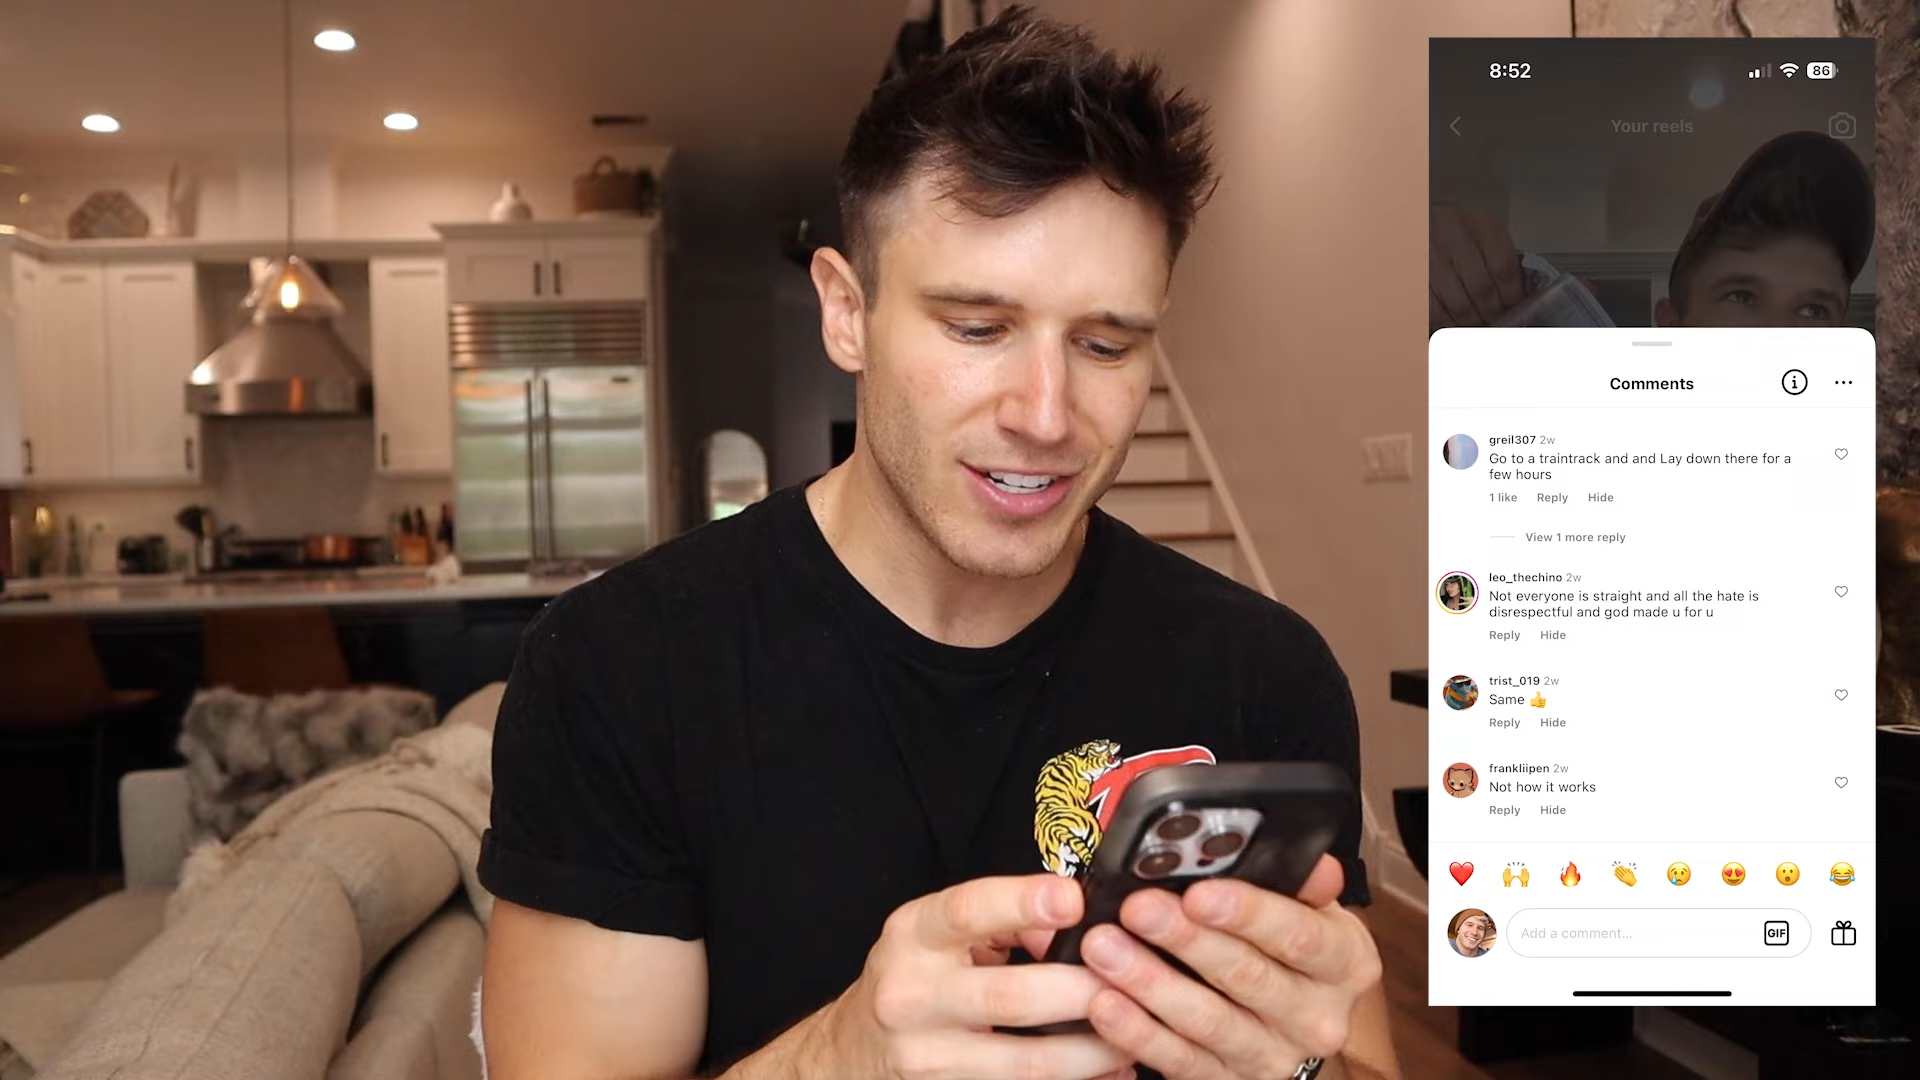 8:52
86
Your reels
Comments
greil307 2w
Go to a traintrack and and Lay down there for a
few hours
1 like Reply Hide
View 1 more reply
leo_thechino 2w
Not everyone is straight and all the hate is
disrespectful and god made u for u
Reply Hide
trist_019 2w
Same 👍
Reply Hide
frankliipen 2w
Not how it works
Reply Hide
❤️ 🙌 🔥 👏 😢 😍 😮 😂
Add a comment...
GIF